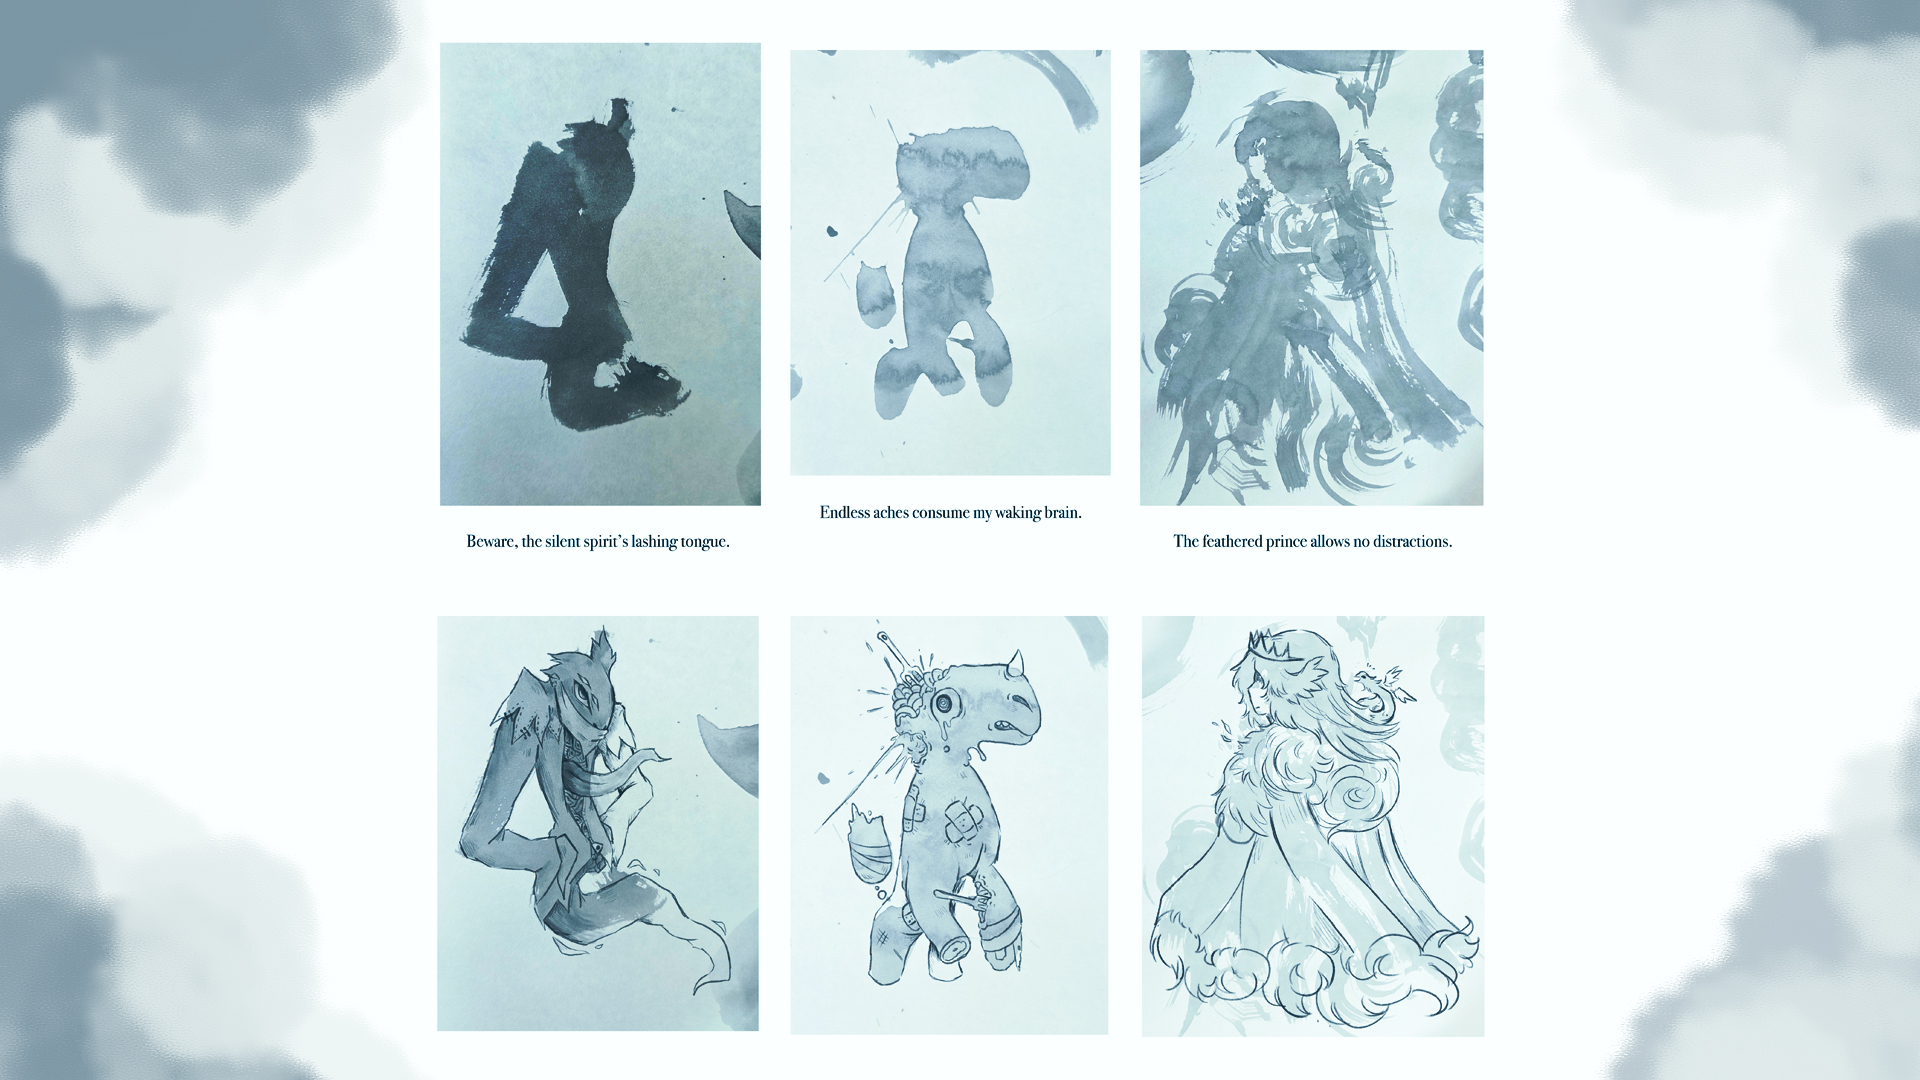 Endless aches consume my waking brain.
Beware, the silent spirit’s lashing tongue.
The feathered prince allows no distractions.